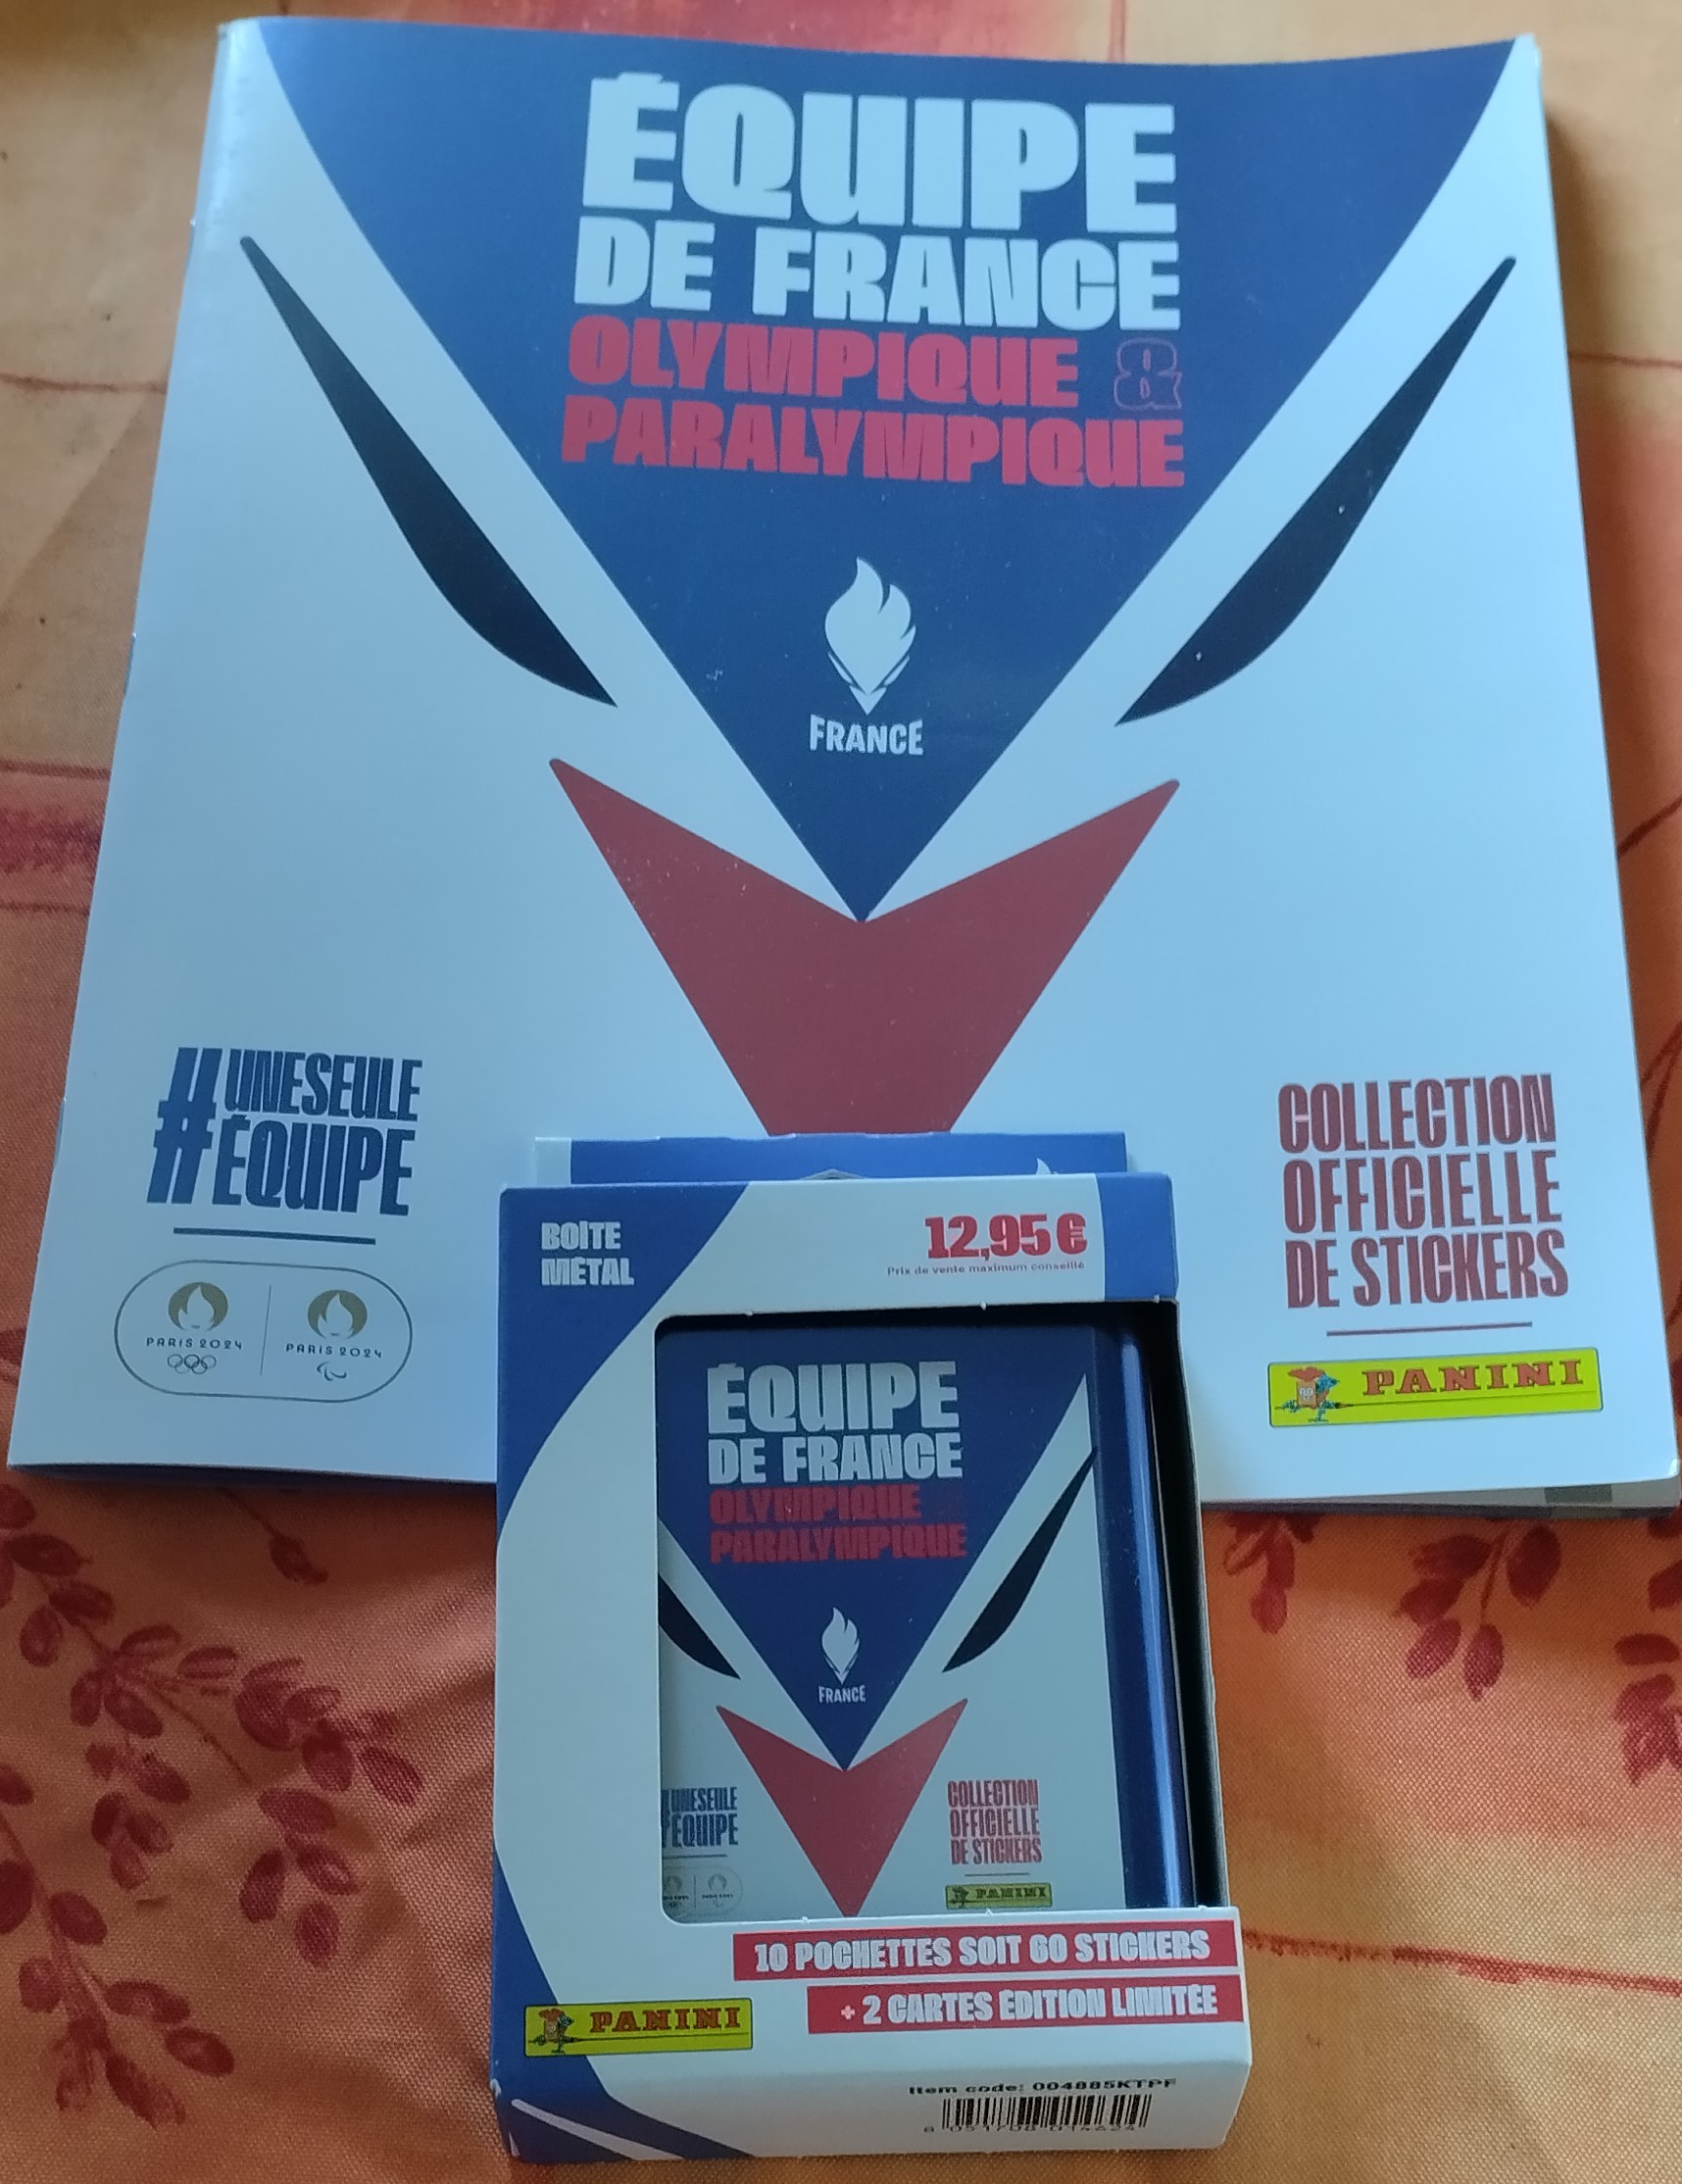 ÉQUIPE
DE FRANCE
OLYMPIQUE &
PARALYMPIQUE
FRANCE
#UNESEULE
ÉQUIPE
PARIS 2024
PARIS 2024
COLLECTION
OFFICIELLE
DE STICKERS
PANINI
BOÎTE
MÉTAL
12,95 €
Prix de vente maximum conseillé
ÉQUIPE
DE FRANCE
OLYMPIQUE
PARALYMPIQUE
FRANCE
UNESEULE
ÉQUIPE
COLLECTION
OFFICIELLE
DE STICKERS
PANINI
10 POCHETTES SOIT 60 STICKERS
+ 2 CARTES ÉDITION LIMITÉE
PANINI
Item code: 004885KTPF